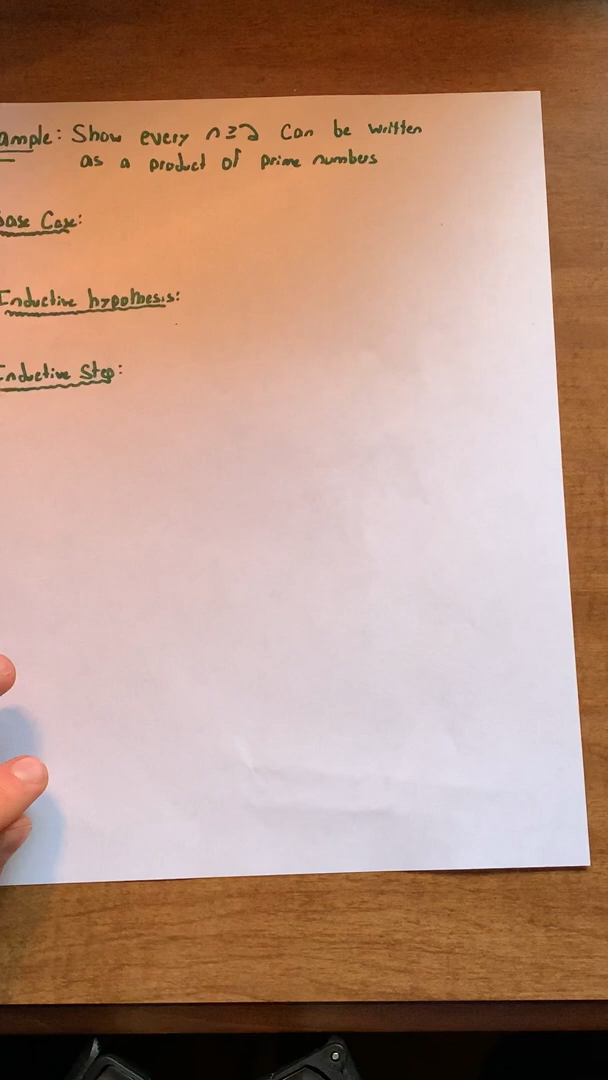 ample: Show every n≥2 can be written
as a product of prime numbers
Base Case:
Inductive hypothesis:
Inductive Step: